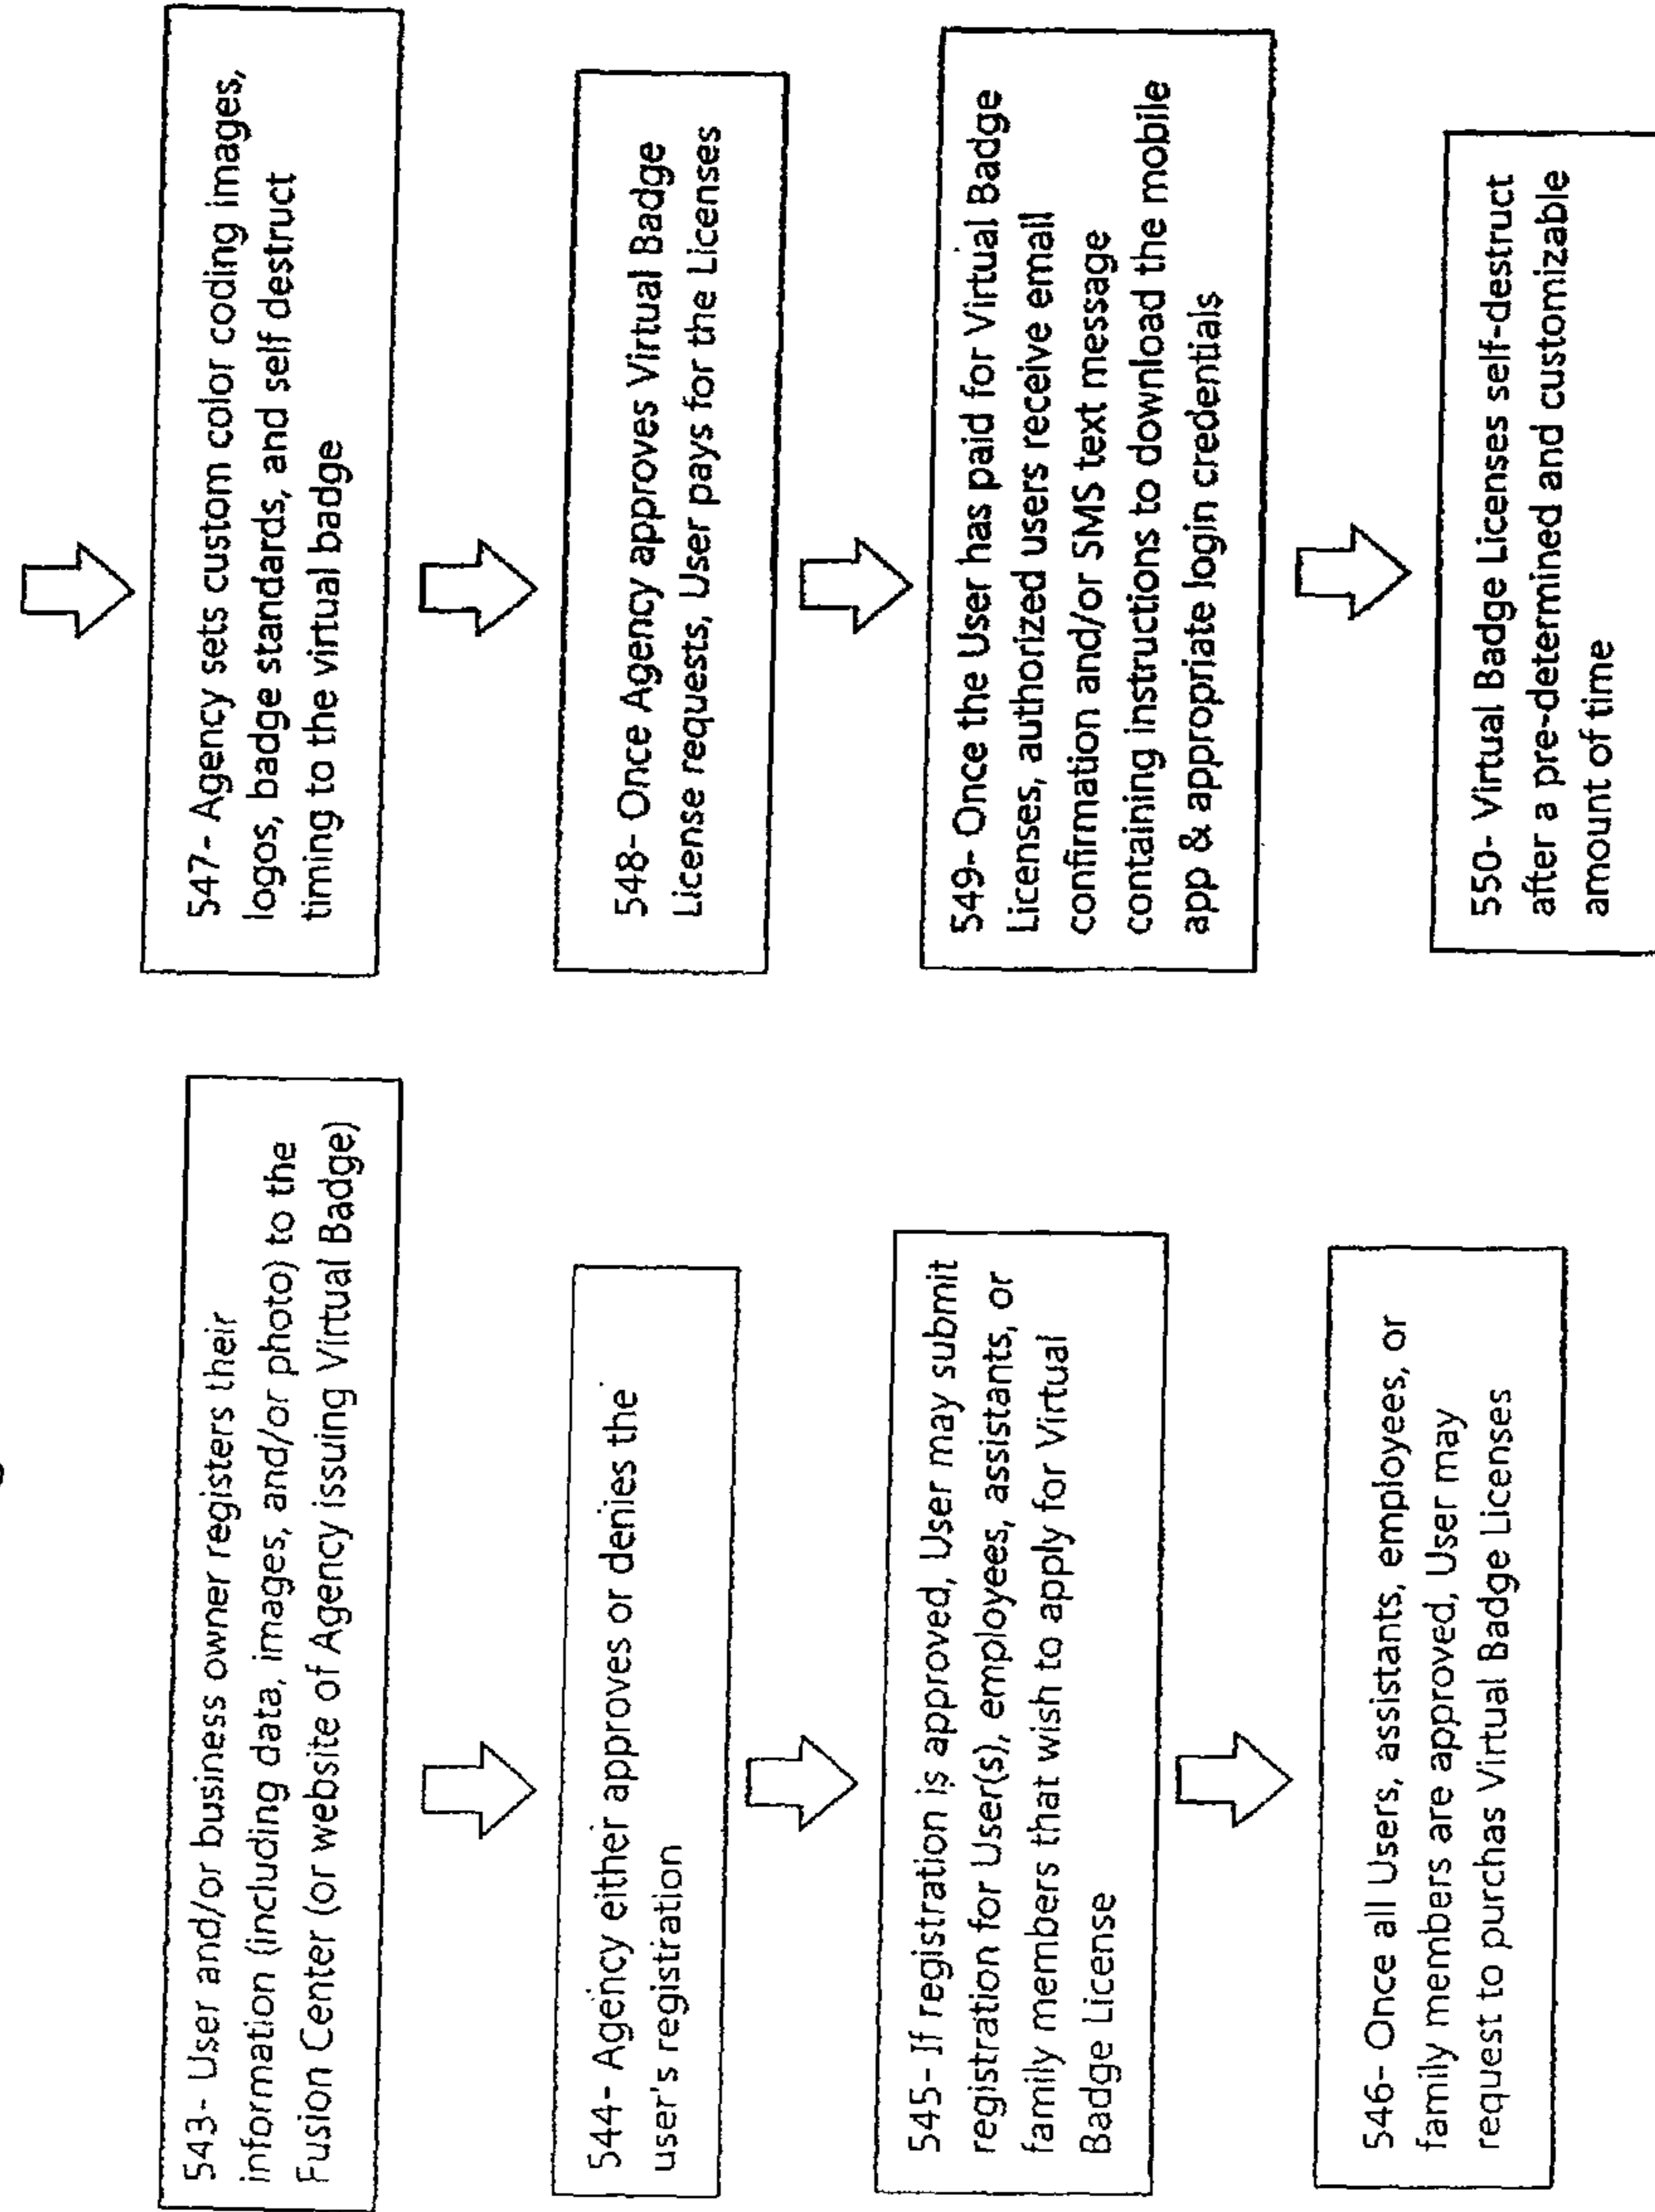 543- User and/or business owner registers their
information (including data, images, and/or photo) to the
Fusion Center (or website of Agency issuing Virtual Badge)
544- Agency either approves or denies the
user's registration
545- If registration is approved, User may submit
registration for User(s), employees, assistants, or
family members that wish to apply for Virtual
Badge License
546- Once all Users, assistants, employees, or
family members are approved, User may
request to purchas Virtual Badge Licenses
547- Agency sets custom color coding images,
logos, badge standards, and self destruct
timing to the virtual badge
548- Once Agency approves Virtual Badge
License requests, User pays for the Licenses
549- Once the User has paid for Virtual Badge
Licenses, authorized users receive email
confirmation and/or SMS text message
containing instructions to download the mobile
app & appropriate login credentials
550- Virtual Badge Licenses self-destruct
after a pre-determined and customizable
amount of time